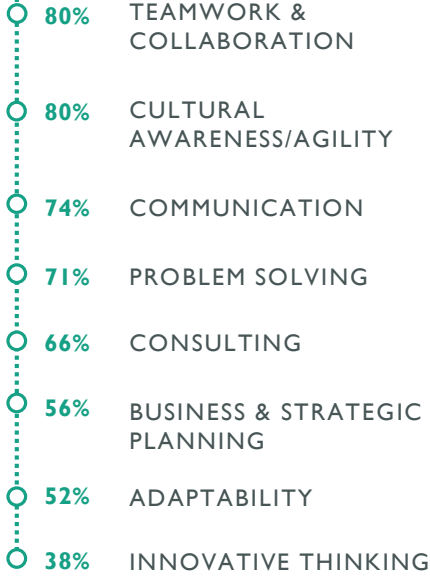 80% TEAMWORK &
COLLABORATION
80% CULTURAL
AWARENESS/AGILITY
74% COMMUNICATION
71% PROBLEM SOLVING
66% CONSULTING
56% BUSINESS & STRATEGIC
PLANNING
52% ADAPTABILITY
38% INNOVATIVE THINKING